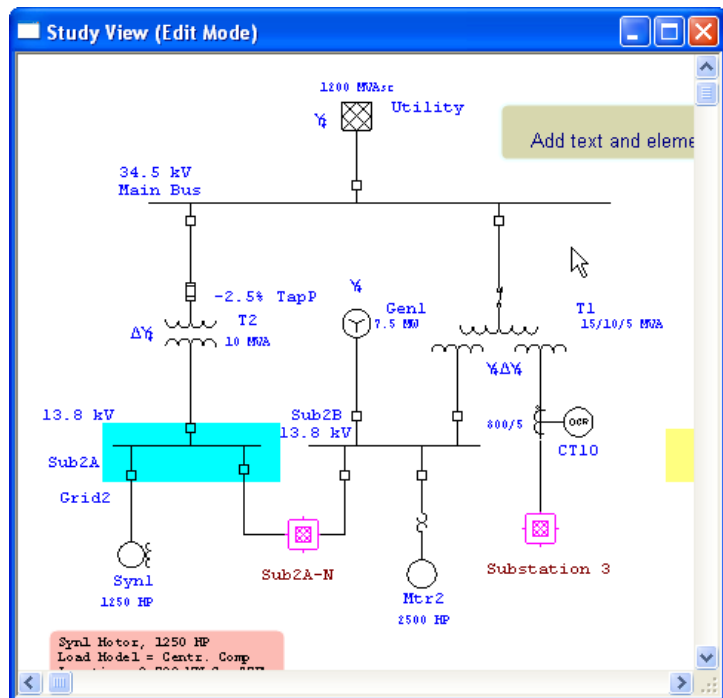 Study View (Edit Mode)
1200 MVAsc
Utility
Add text and eleme
34.5 kV
Main Bus
-2.5% TapP
T2
10 MVA
Gen1
7.5 MW
T1
15/10/5 MVA
13.8 kV
Sub2B
13.8 kV
800/5
OCR
CT10
Sub2A
Grid2
Syn1
1250 HP
Sub2A-N
Mtr2
2500 HP
Substation 3
Syn1 Motor, 1250 HP
Load Model = Centr. Comp